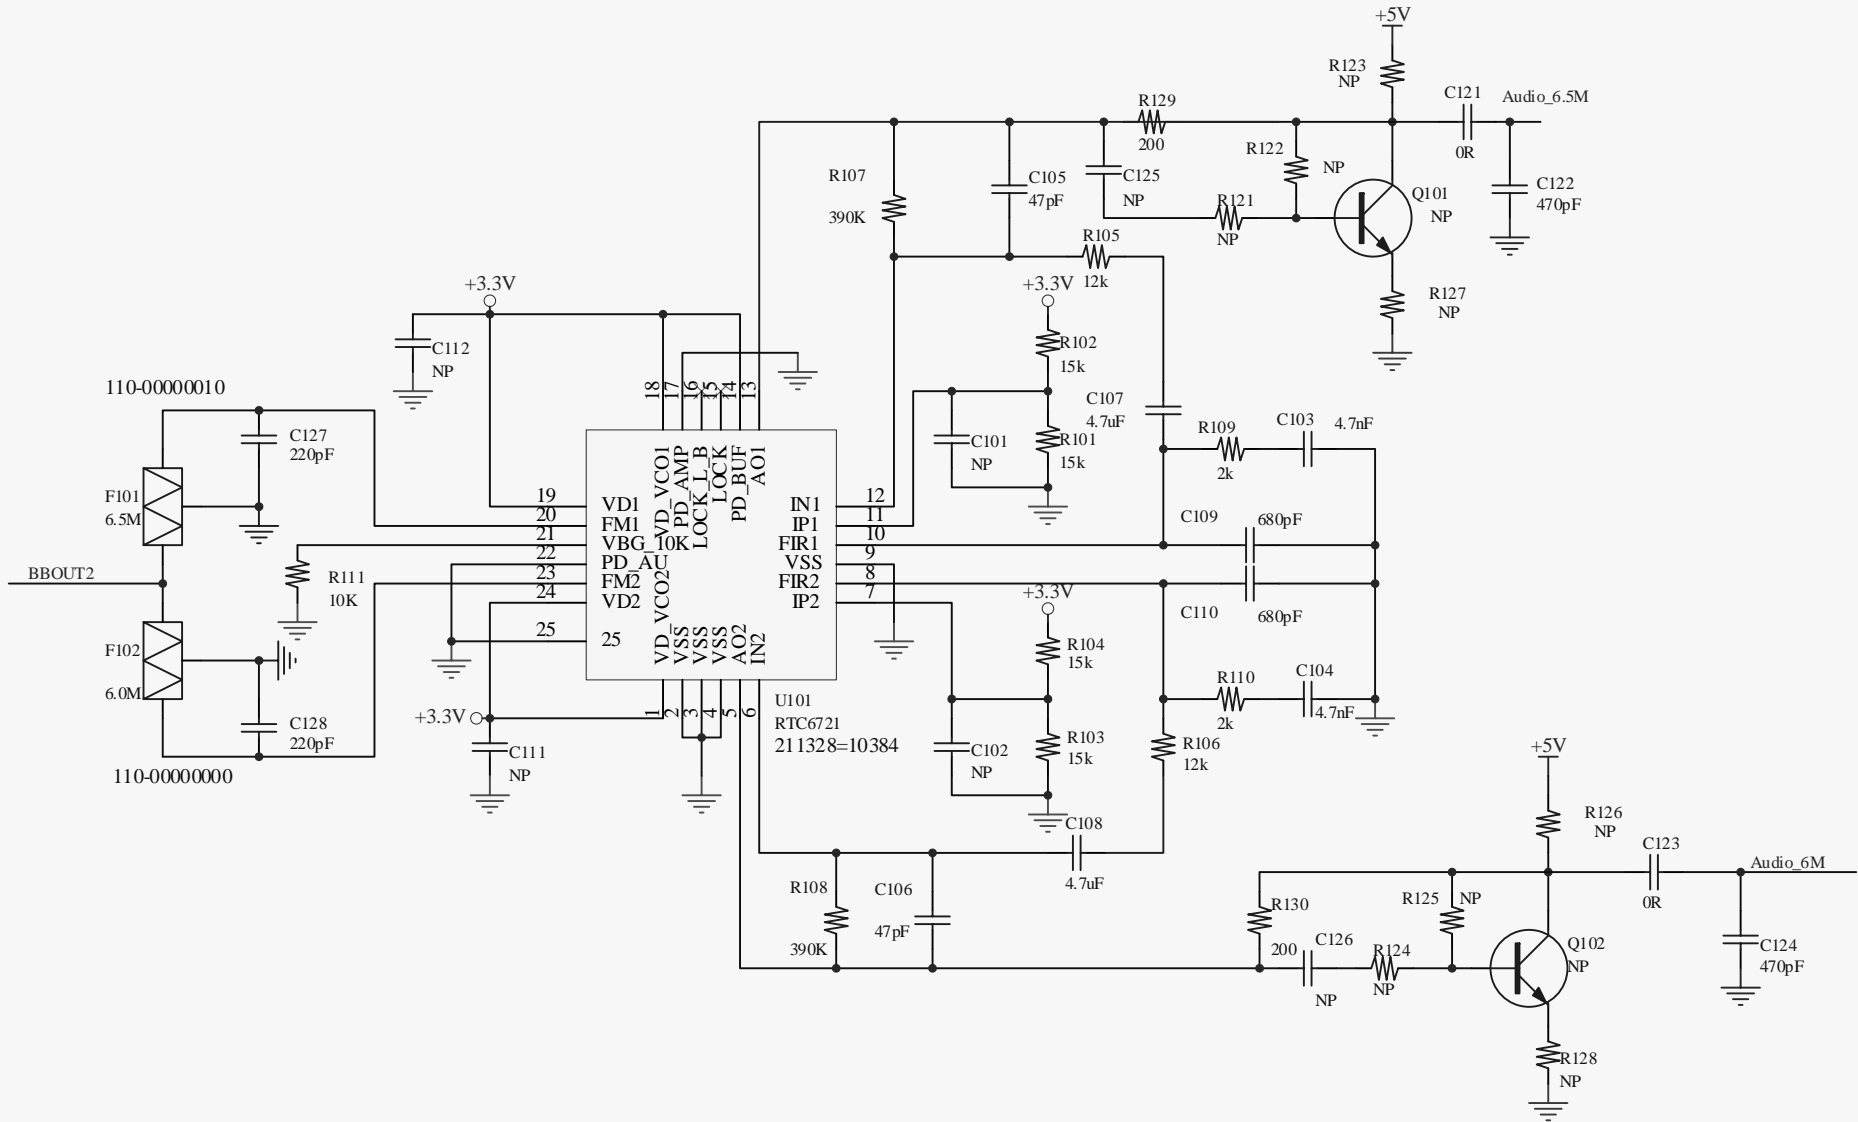 +5V
R123
NP
C121
Audio_6.5M
0R
C122
470pF
R129
200
R122
NP
Q101
NP
R107
390K
C105
47pF
C125
NP
R121
NP
R105
12k
R127
NP
+3.3V
C112
NP
+3.3V
R102
15k
C107
4.7uF
R101
15k
C101
NP
R109
2k
C103
4.7nF
110-00000010
C127
220pF
F101
6.5M
BBOUT2
R111
10K
F102
6.0M
C128
220pF
110-00000000
18
17
16
15
14
13
VD_VCO1
PD_AMP
LOCK_L_B
LOCK
PD_BUF
AO1
19
20
21
22
23
24
25
VD1
FM1
VBG_10K
PD_AU
FM2
VD2
25
IN1
IP1
FIR1
VSS
FIR2
IP2
12
11
10
9
8
7
VD_VCO2
VSS
VSS
VSS
AO2
IN2
1
2
3
4
5
6
U101
RTC6721
211328=10384
+3.3V
C111
NP
C109
680pF
C110
680pF
+3.3V
R104
15k
R103
15k
C102
NP
R110
2k
C104
4.7nF
R106
12k
C108
4.7uF
R108
390K
C106
47pF
+5V
R126
NP
C123
0R
Audio_6M
R130
200
C126
NP
R124
NP
R125
NP
Q102
NP
C124
470pF
R128
NP